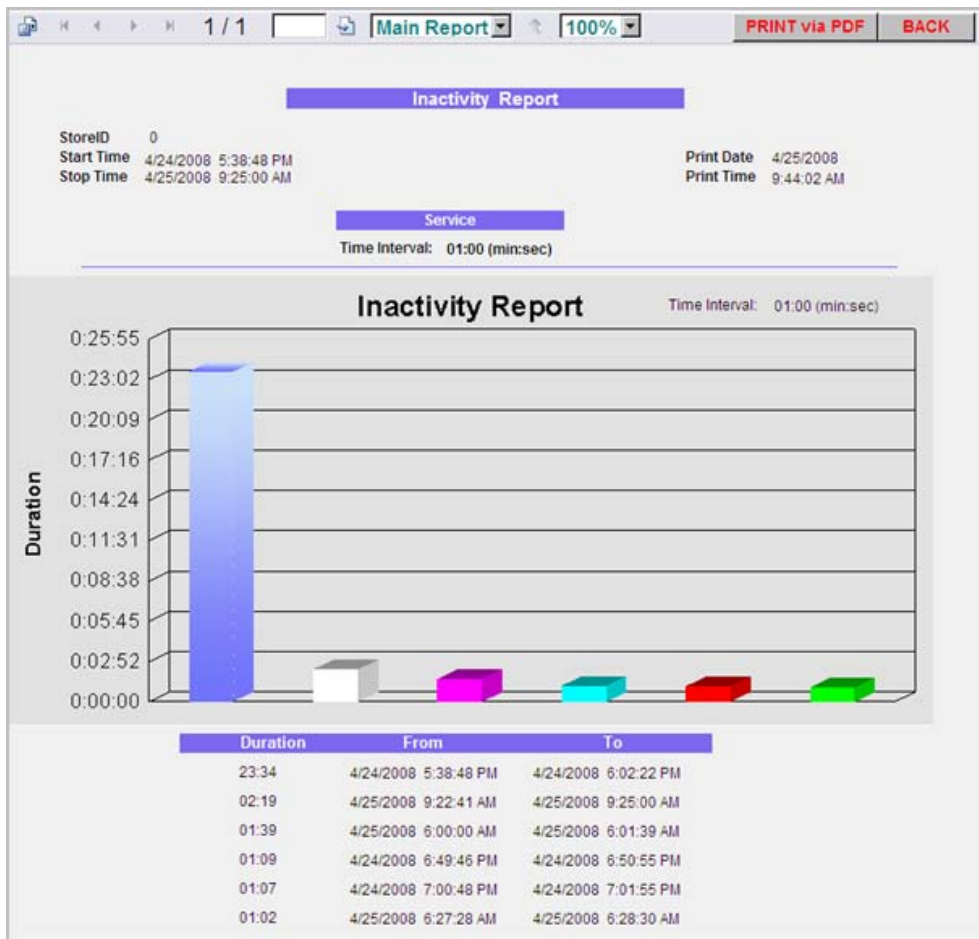 1 / 1 Main Report 100% PRINT via PDF BACK
Inactivity Report
StoreID 0
Start Time 4/24/2008 5:38:48 PM Print Date 4/25/2008
Stop Time 4/25/2008 9:25:00 AM Print Time 9:44:02 AM
Service
Time Interval: 01:00 (min:sec)
Inactivity Report Time Interval: 01:00 (min:sec)
Duration
0:25:55
0:23:02
0:20:09
0:17:16
0:14:24
0:11:31
0:08:38
0:05:45
0:02:52
0:00:00
Duration From To
23:34 4/24/2008 5:38:48 PM 4/24/2008 6:02:22 PM
02:19 4/25/2008 9:22:41 AM 4/25/2008 9:25:00 AM
01:39 4/25/2008 6:00:00 AM 4/25/2008 6:01:39 AM
01:09 4/24/2008 6:49:46 PM 4/24/2008 6:50:55 PM
01:07 4/24/2008 7:00:48 PM 4/24/2008 7:01:55 PM
01:02 4/25/2008 6:27:28 AM 4/25/2008 6:28:30 AM